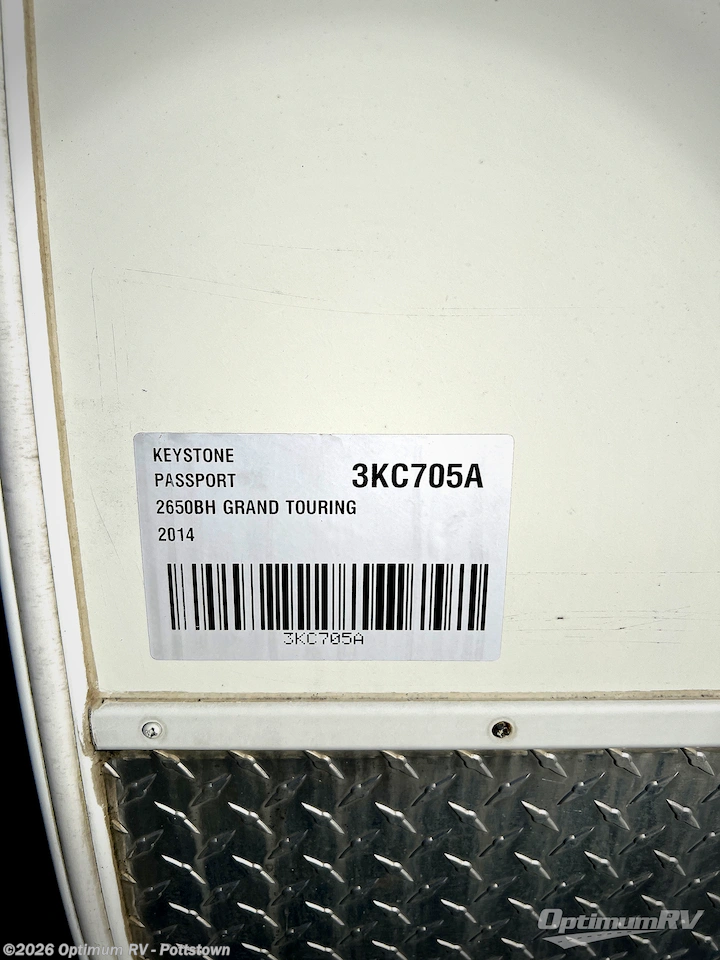 KEYSTONE
PASSPORT
3KC705A
2650BH GRAND TOURING
2014
3KC705A
OptimumRV
©2026 Optimum RV - Pottstown